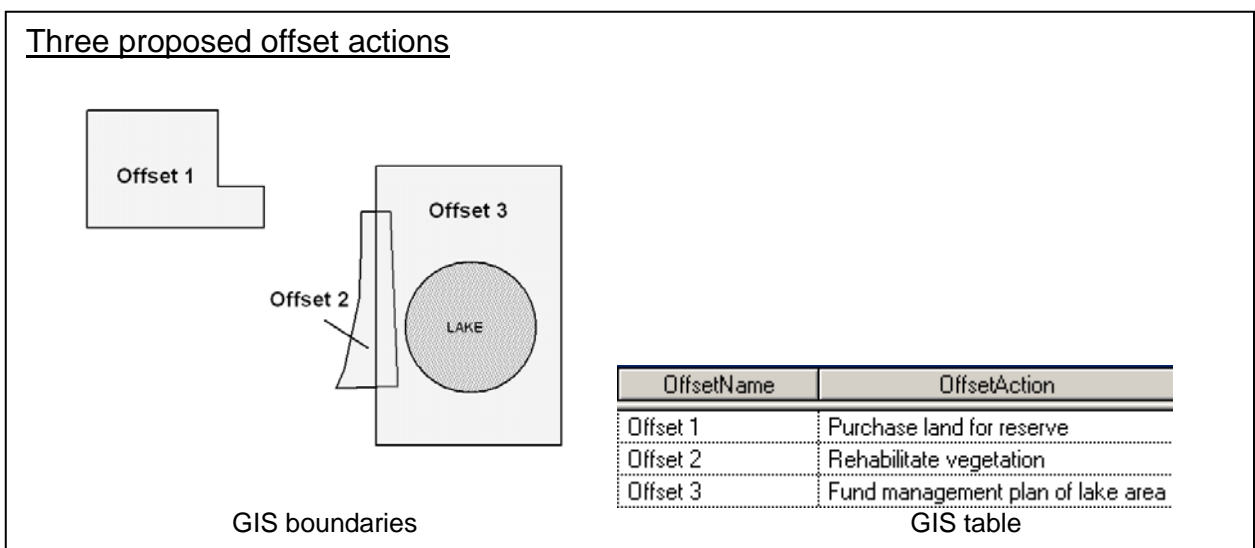 Three proposed offset actions
Offset 1
Offset 3
Offset 2
LAKE
OffsetName OffsetAction
Offset 1 Purchase land for reserve
Offset 2 Rehabilitate vegetation
Offset 3 Fund management plan of lake area
GIS boundaries GIS table